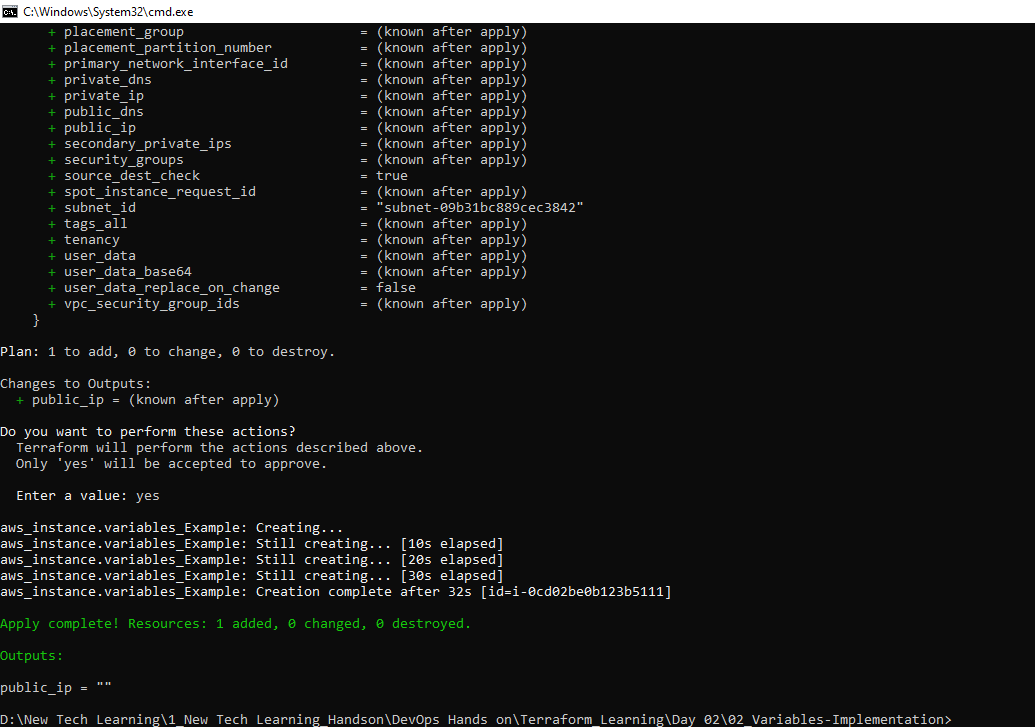 C:\Windows\System32\cmd.exe
+ placement_group = (known after apply)
+ placement_partition_number = (known after apply)
+ primary_network_interface_id = (known after apply)
+ private_dns = (known after apply)
+ private_ip = (known after apply)
+ public_dns = (known after apply)
+ public_ip = (known after apply)
+ secondary_private_ips = (known after apply)
+ security_groups = (known after apply)
+ source_dest_check = true
+ spot_instance_request_id = (known after apply)
+ subnet_id = "subnet-09b31bc889cec3842"
+ tags_all = (known after apply)
+ tenancy = (known after apply)
+ user_data = (known after apply)
+ user_data_base64 = (known after apply)
+ user_data_replace_on_change = false
+ vpc_security_group_ids = (known after apply)
}
Plan: 1 to add, 0 to change, 0 to destroy.
Changes to Outputs:
+ public_ip = (known after apply)
Do you want to perform these actions?
Terraform will perform the actions described above.
Only 'yes' will be accepted to approve.
Enter a value: yes
aws_instance.variables_Example: Creating...
aws_instance.variables_Example: Still creating... [10s elapsed]
aws_instance.variables_Example: Still creating... [20s elapsed]
aws_instance.variables_Example: Still creating... [30s elapsed]
aws_instance.variables_Example: Creation complete after 32s [id=i-0cd02be0b123b5111]
Apply complete! Resources: 1 added, 0 changed, 0 destroyed.
Outputs:
public_ip = ""
D:\New Tech Learning\1_New Tech Learning_Handson\DevOps Hands on\Terraform_Learning\Day 02\02_Variables-Implementation>